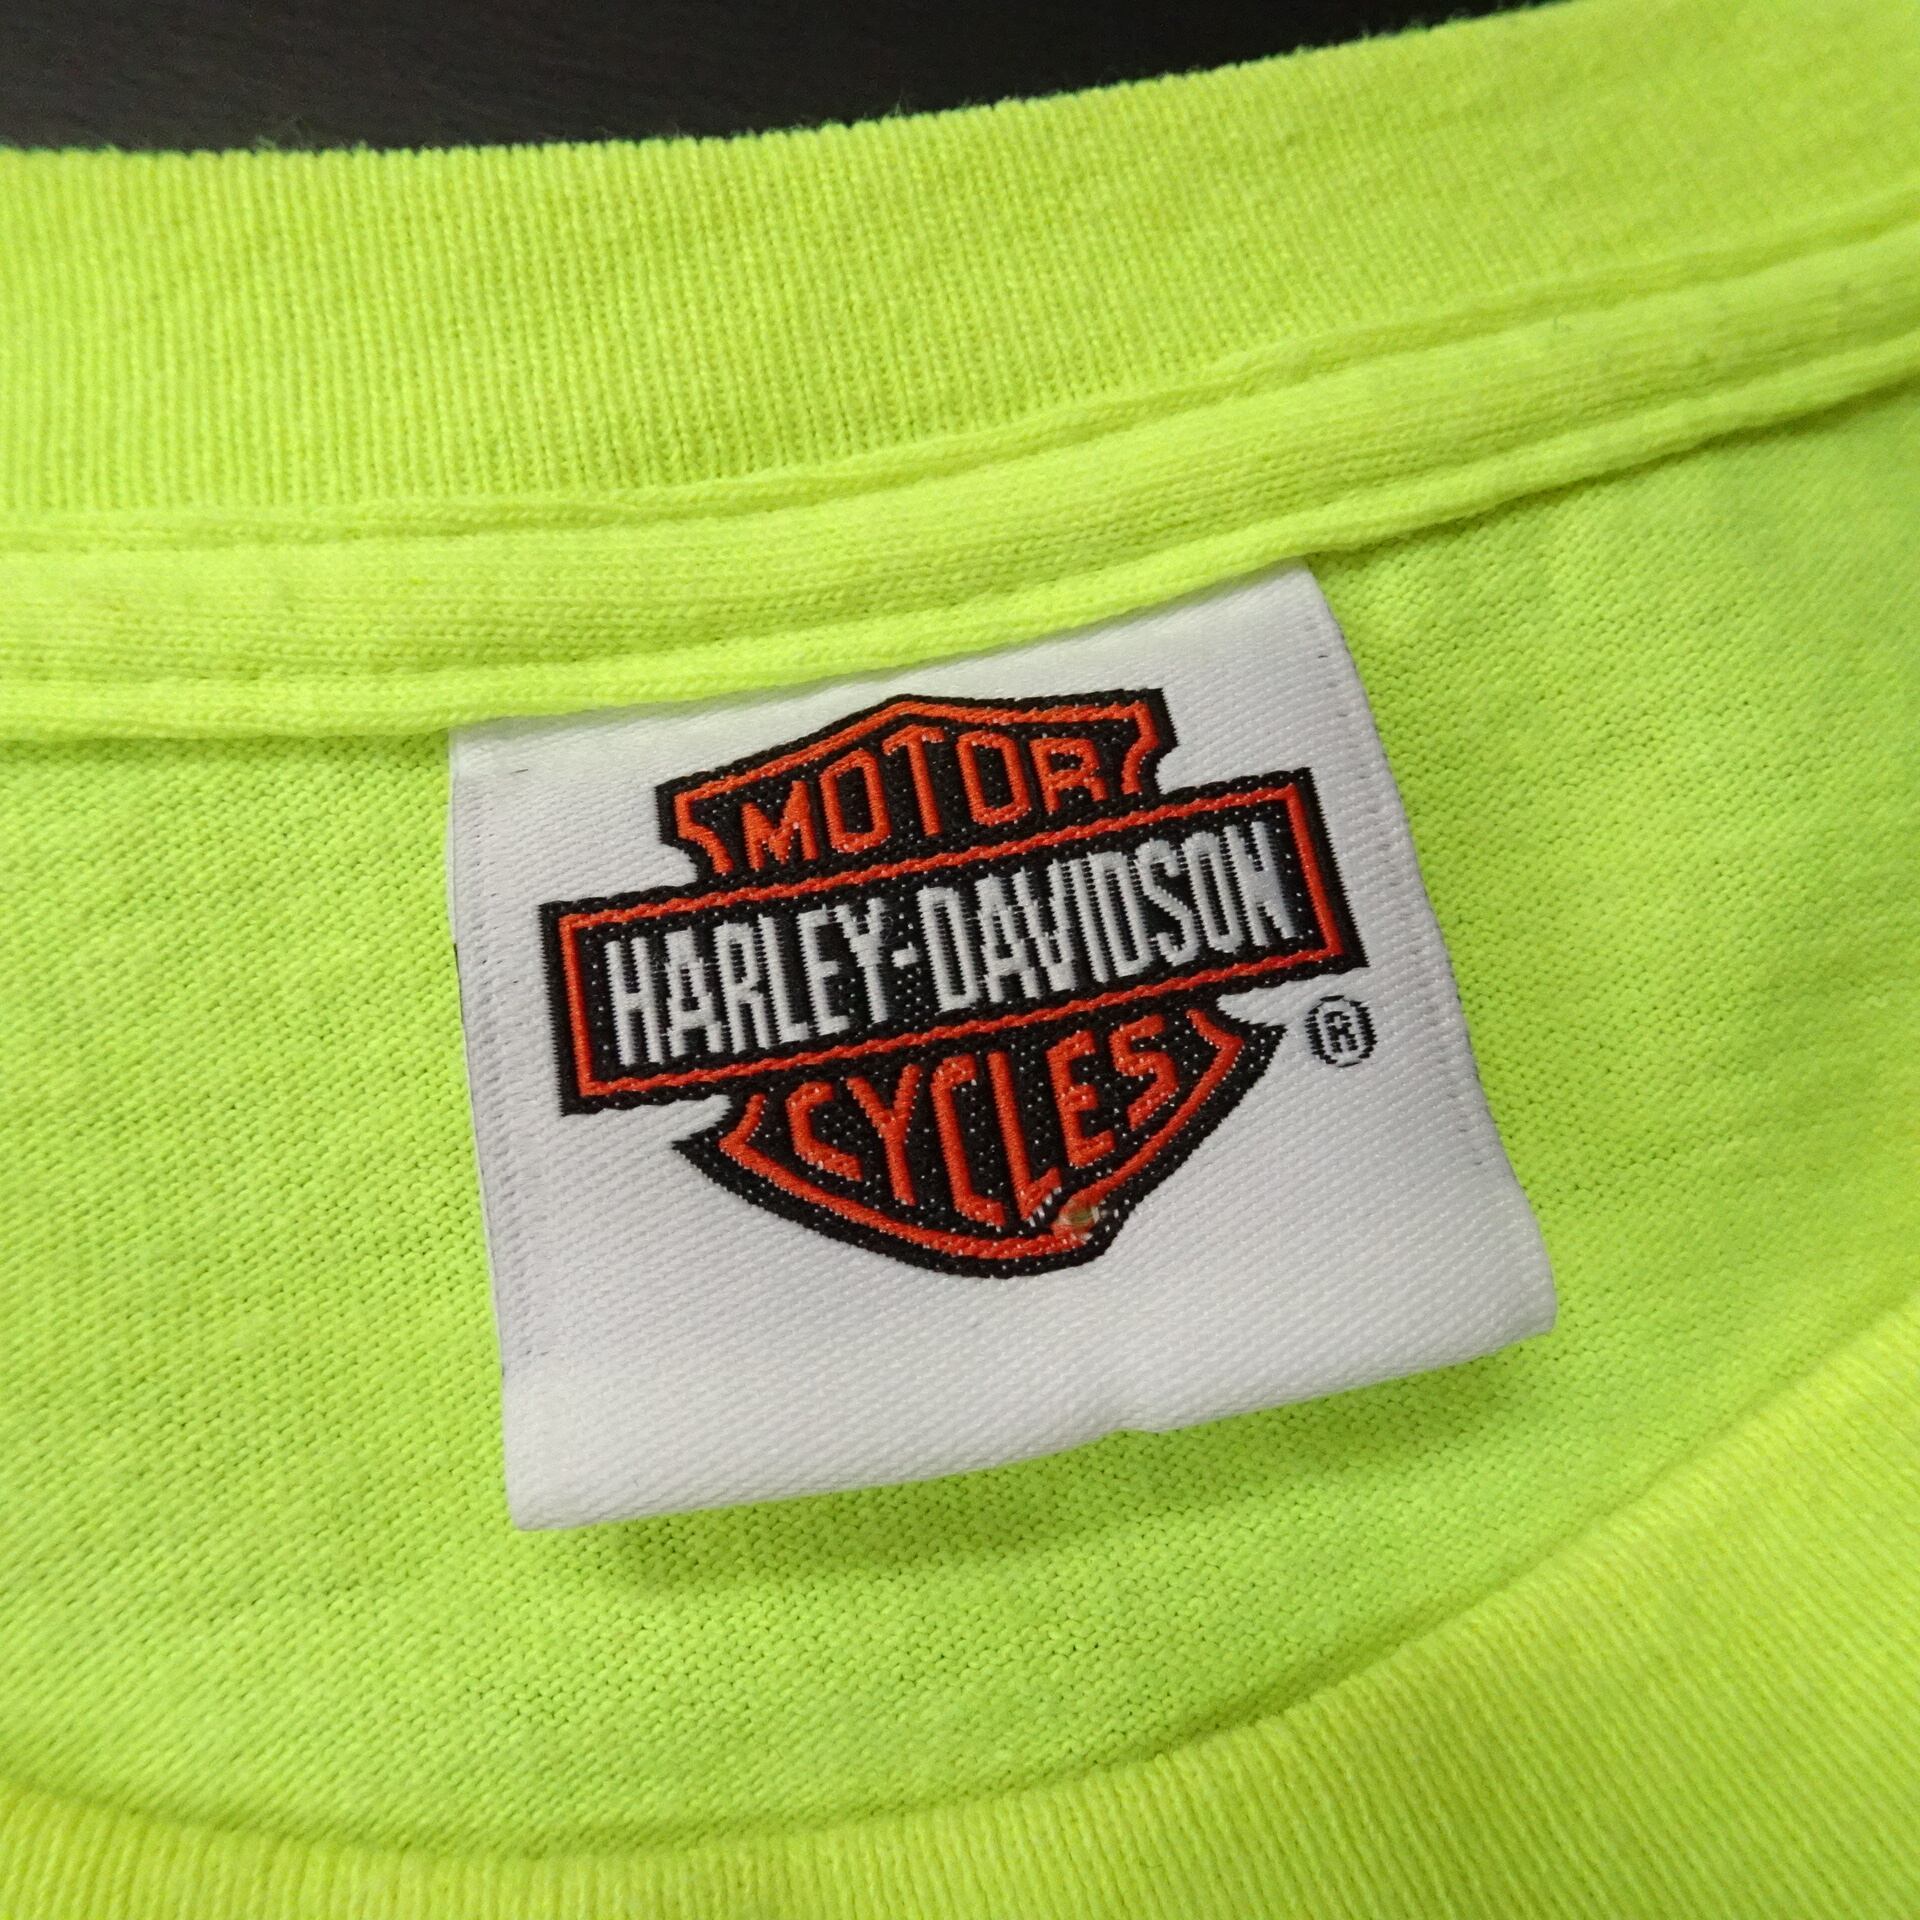 MOTOR
HARLEY-DAVIDSON
®
CYCLES